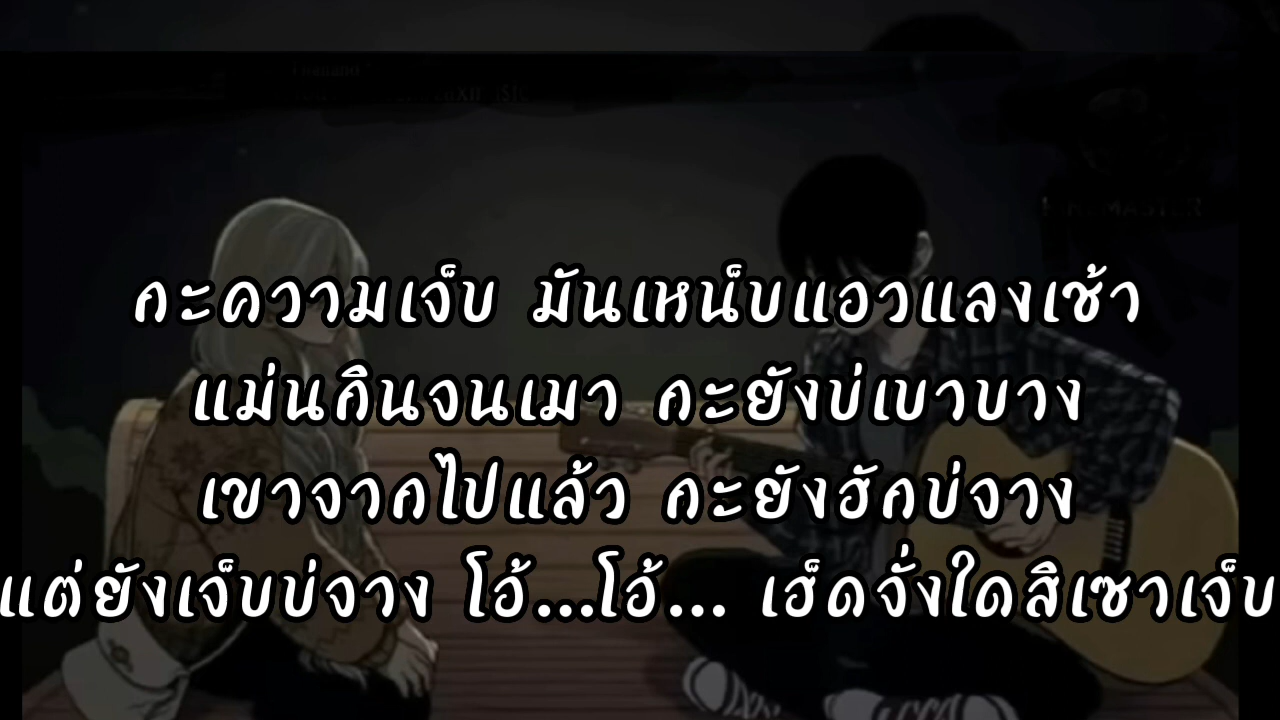 กะความเจ็บ มันเหน็บแอวแลงเช้า
แม่นกินจนเมา กะยังบ่เบาบาง
เขาจากไปแล้ว กะยังฮักบ่จาง
แต่ยังเจ็บบ่จาง โอ้...โอ้... เฮ็ดจั่งใดสิเซาเจ็บ